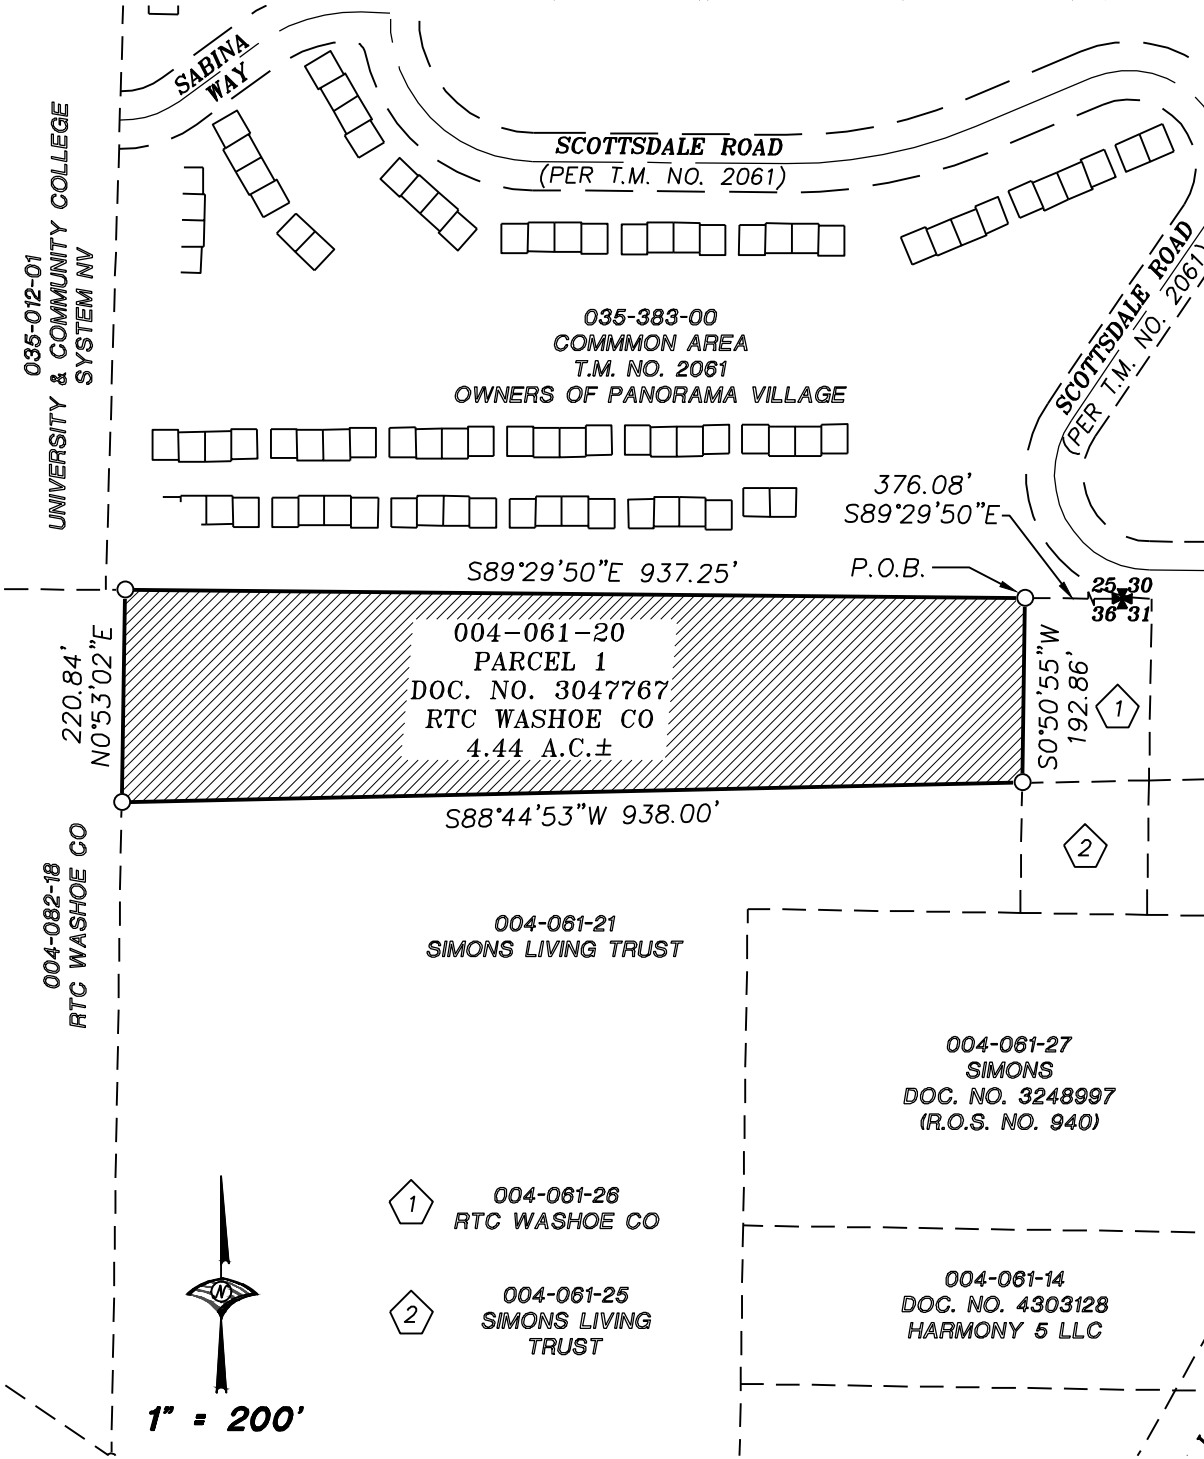 SABINA
WAY
SCOTTSDALE ROAD
(PER T.M. NO. 2061)
SCOTTSDALE ROAD
(PER T.M. NO. 2061)
035-012-01
UNIVERSITY & COMMUNITY COLLEGE
SYSTEM NV
035-383-00
COMMMON AREA
T.M. NO. 2061
OWNERS OF PANORAMA VILLAGE
376.08'
S89°29'50"E
S89°29'50"E 937.25'
P.O.B.
25 30
36 31
220.84'
N0°53'02"E
004-061-20
PARCEL 1
DOC. NO. 3047767
RTC WASHOE CO
4.44 A.C.±
S0°50'55"W
192.86'
1
S88°44'53"W 938.00'
2
004-082-18
RTC WASHOE CO
004-061-21
SIMONS LIVING TRUST
004-061-27
SIMONS
DOC. NO. 3248997
(R.O.S. NO. 940)
1
004-061-26
RTC WASHOE CO
2
004-061-25
SIMONS LIVING
TRUST
004-061-14
DOC. NO. 4303128
HARMONY 5 LLC
N
1" = 200'